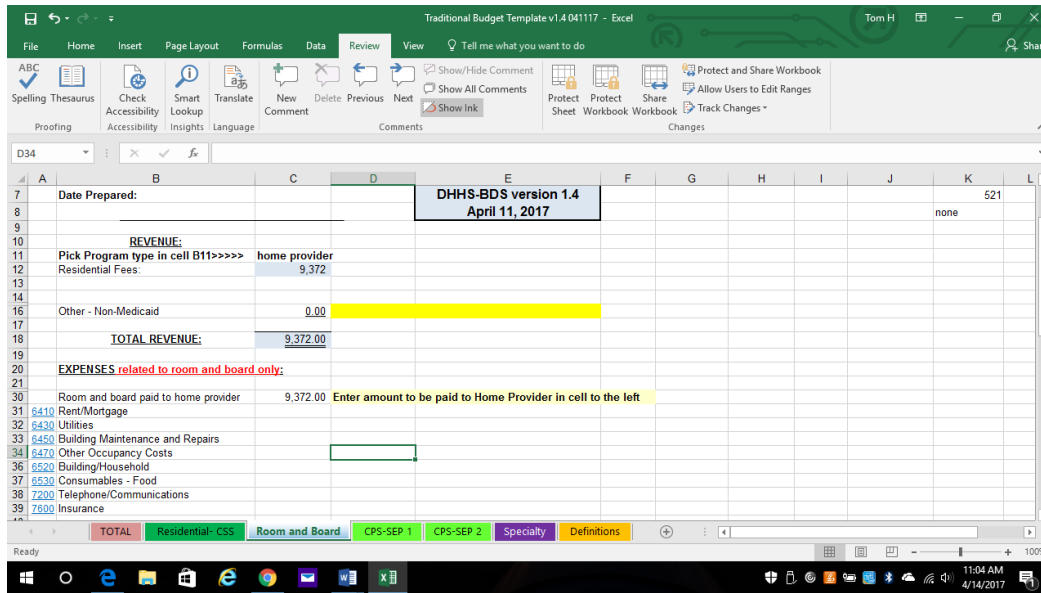 Traditional Budget Template v1.4 041117 - Excel
Tom H
File Home Insert Page Layout Formulas Data Review View Tell me what you want to do
ABC
Spelling Thesaurus Check Accessibility Smart Lookup Translate New Comment Delete Previous Next Show/Hide Comment Show All Comments Show Ink Protect Sheet Protect Workbook Share Workbook Protect and Share Workbook Allow Users to Edit Ranges Track Changes
Proofing Accessibility Insights Language Comments Changes
D34 fx
A B C D E F G H I J K L
7 Date Prepared: DHHS-BDS version 1.4 521
8 April 11, 2017 none
9
10 REVENUE:
11 Pick Program type in cell B11>>>>> home provider
12 Residential Fees: 9,372
13
14
16 Other - Non-Medicaid 0.00
17
18 TOTAL REVENUE: 9,372.00
19
20 EXPENSES related to room and board only:
21
30 Room and board paid to home provider 9,372.00 Enter amount to be paid to Home Provider in cell to the left
31 6410 Rent/Mortgage
32 6430 Utilities
33 6450 Building Maintenance and Repairs
34 6470 Other Occupancy Costs
36 6520 Building/Household
37 6530 Consumables - Food
38 7200 Telephone/Communications
39 7600 Insurance
TOTAL Residential- CSS Room and Board CPS-SEP 1 CPS-SEP 2 Specialty Definitions
Ready
11:04 AM
4/14/2017